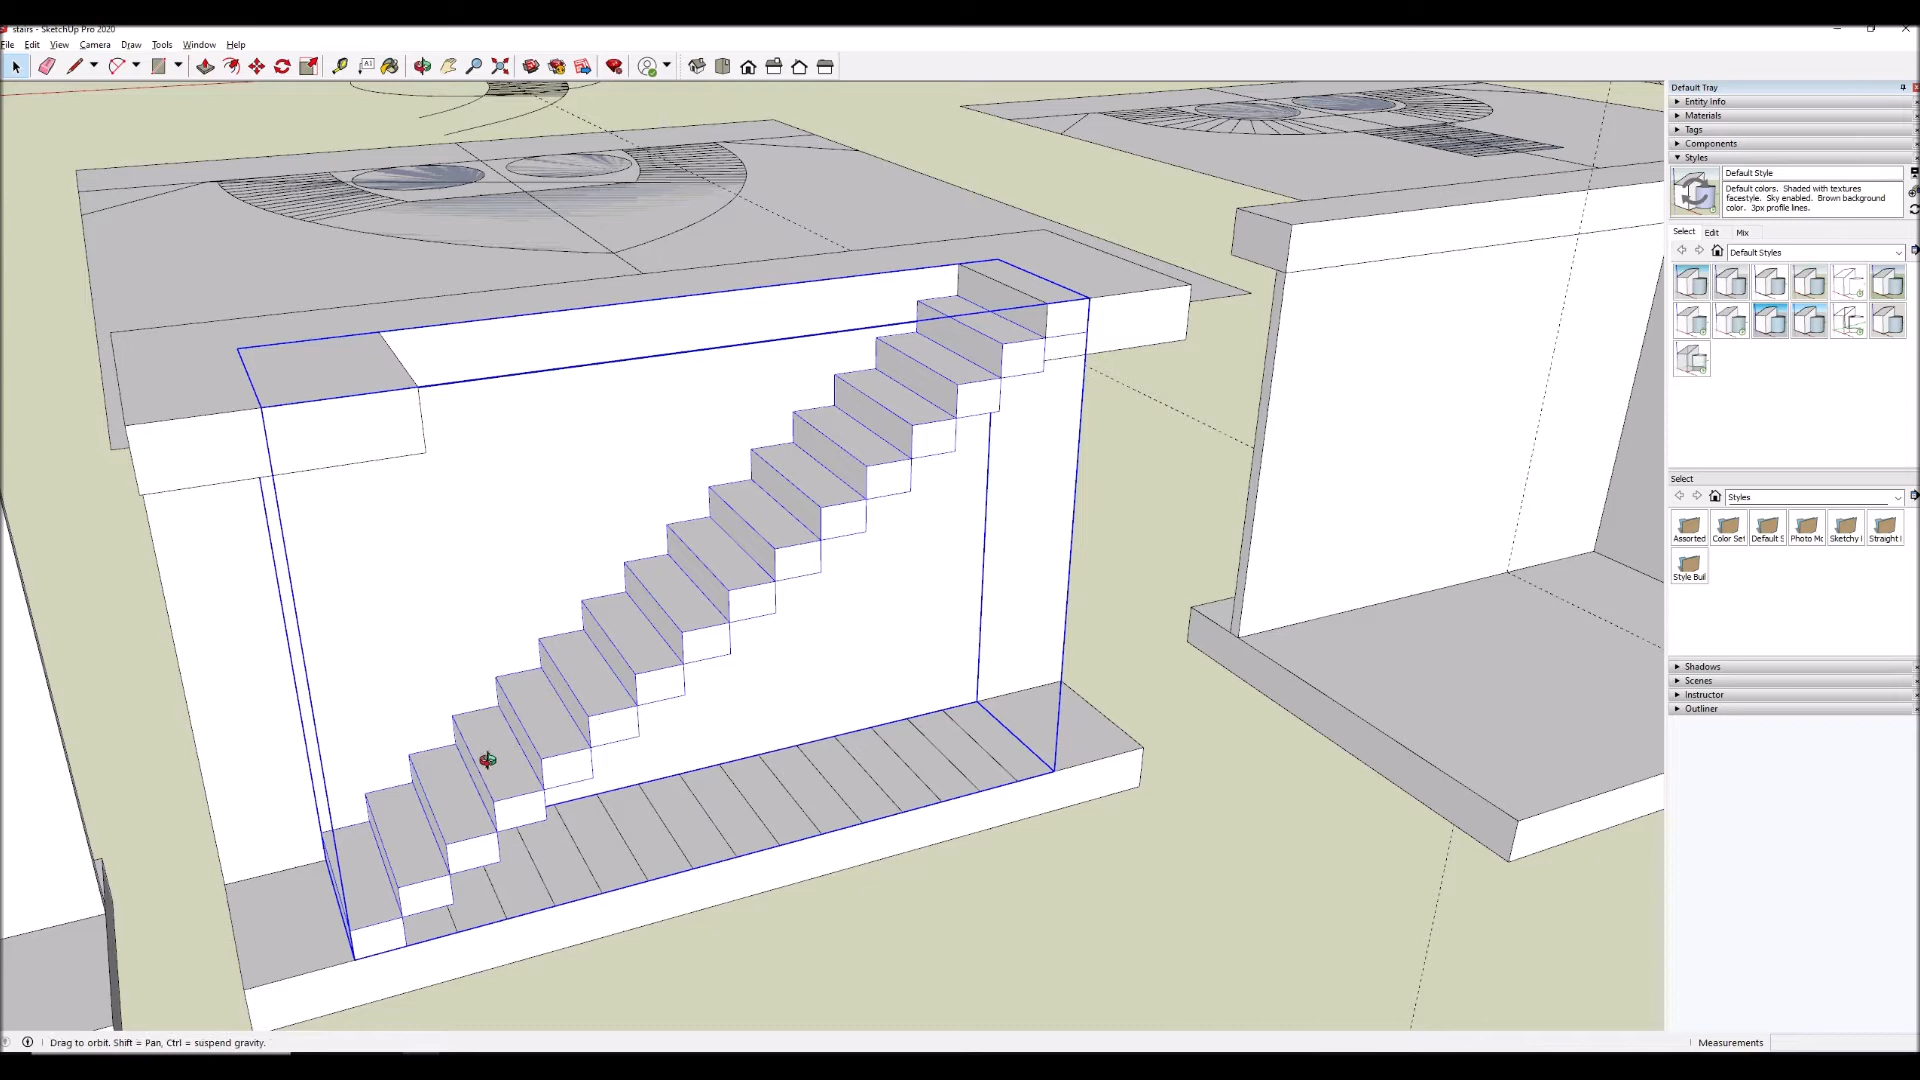 stairs - SketchUp Pro 2020
File Edit View Camera Draw Tools Window Help
A1
Default Tray
Entity Info
Materials
Tags
Components
Styles
Default Style
Default colors. Shaded with textures
facestyle. Sky enabled. Brown background
color. 3px profile lines.
Select Edit Mix
Default Styles
Select
Styles
Assorted Color Set Default S Photo Mo Sketchy I Straight I
Style Buil
Shadows
Scenes
Instructor
Outliner
Drag to orbit. Shift = Pan, Ctrl = suspend gravity.
Measurements